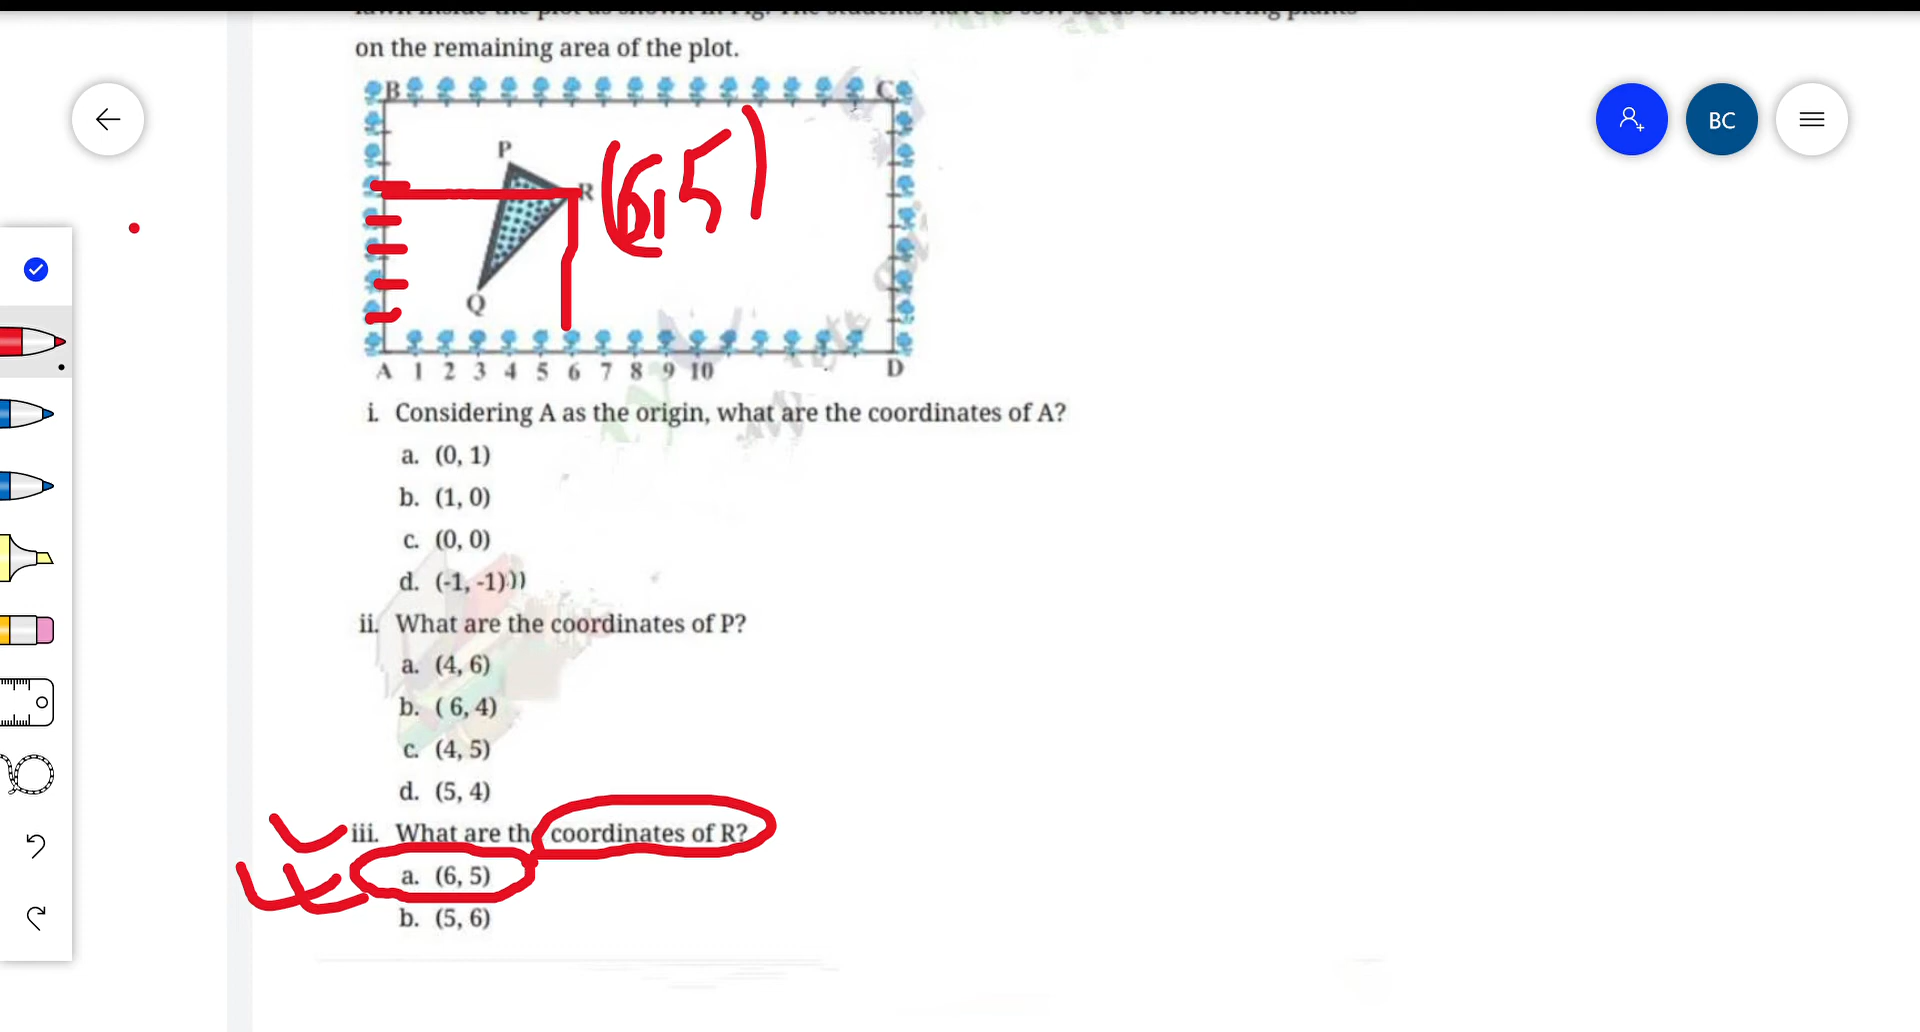 on the remaining area of the plot.
B C
P
R (6,5)
Q
A 1 2 3 4 5 6 7 8 9 10 D
i. Considering A as the origin, what are the coordinates of A?
a. (0, 1)
b. (1, 0)
c. (0, 0)
d. (-1, -1)))
ii. What are the coordinates of P?
a. (4, 6)
b. ( 6, 4)
c. (4, 5)
d. (5, 4)
iii. What are th coordinates of R?
a. (6, 5)
b. (5, 6)
BC